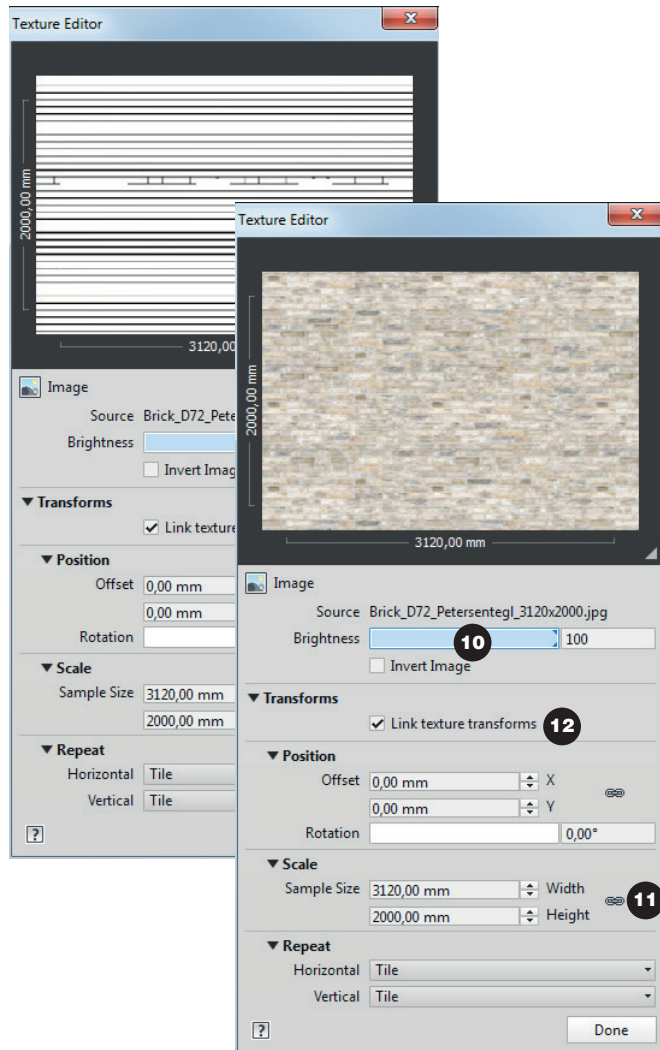 Texture Editor
2000,00 mm
3120,00
Image
Source Brick_D72_Pete
Brightness
Invert Imag
Transforms
Link texture
Position
Offset 0,00 mm
0,00 mm
Rotation
Scale
Sample Size 3120,00 mm
2000,00 mm
Repeat
Horizontal Tile
Vertical Tile
?
Texture Editor
2000,00 mm
3120,00 mm
Image
Source Brick_D72_Petersentegl_3120x2000.jpg
Brightness 10 100
Invert Image
Transforms
Link texture transforms 12
Position
Offset 0,00 mm X
0,00 mm Y
Rotation 0,00°
Scale
Sample Size 3120,00 mm Width
11
2000,00 mm Height
Repeat
Horizontal Tile
Vertical Tile
? Done